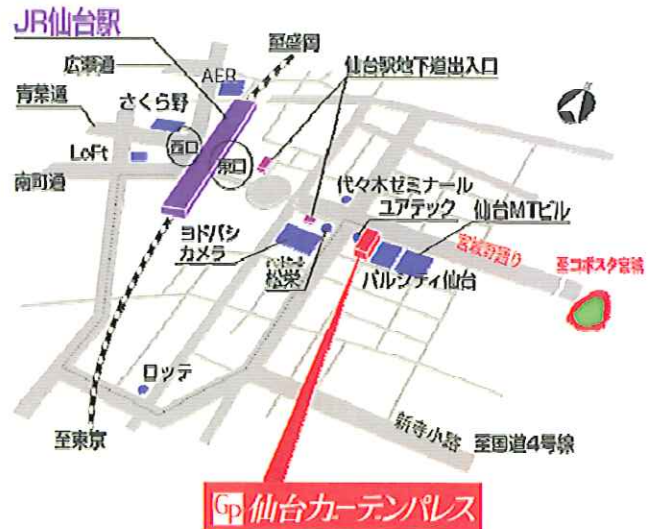 JR仙台駅
至盛岡
広瀬通
AER
仙台駅地下道出入口
青葉通
さくら野
西口
Loft
東口
南町通
代々木ゼミナール
ユアテック
仙台MTビル
ヨドバシ
カメラ
宮城野通り
至コボスタ宮城
松栄
パルシティ仙台
ロッテ
新寺小路
至国道4号線
至東京
GP 仙台ガーデンパレス